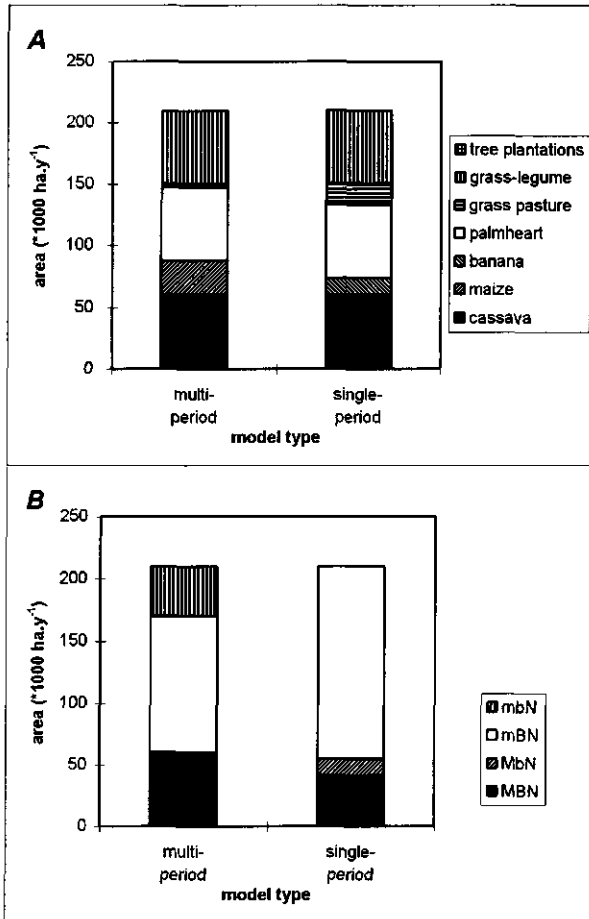 A
250
200
150
100
50
0
area (*1000 ha.y-1)
multi-
period
single-
period
model type
tree plantations
grass-legume
grass pasture
palmheart
banana
maize
cassava
B
250
200
150
100
50
0
area (*1000 ha.y-1)
multi-
period
single-
period
model type
mbN
mBN
MbN
MBN